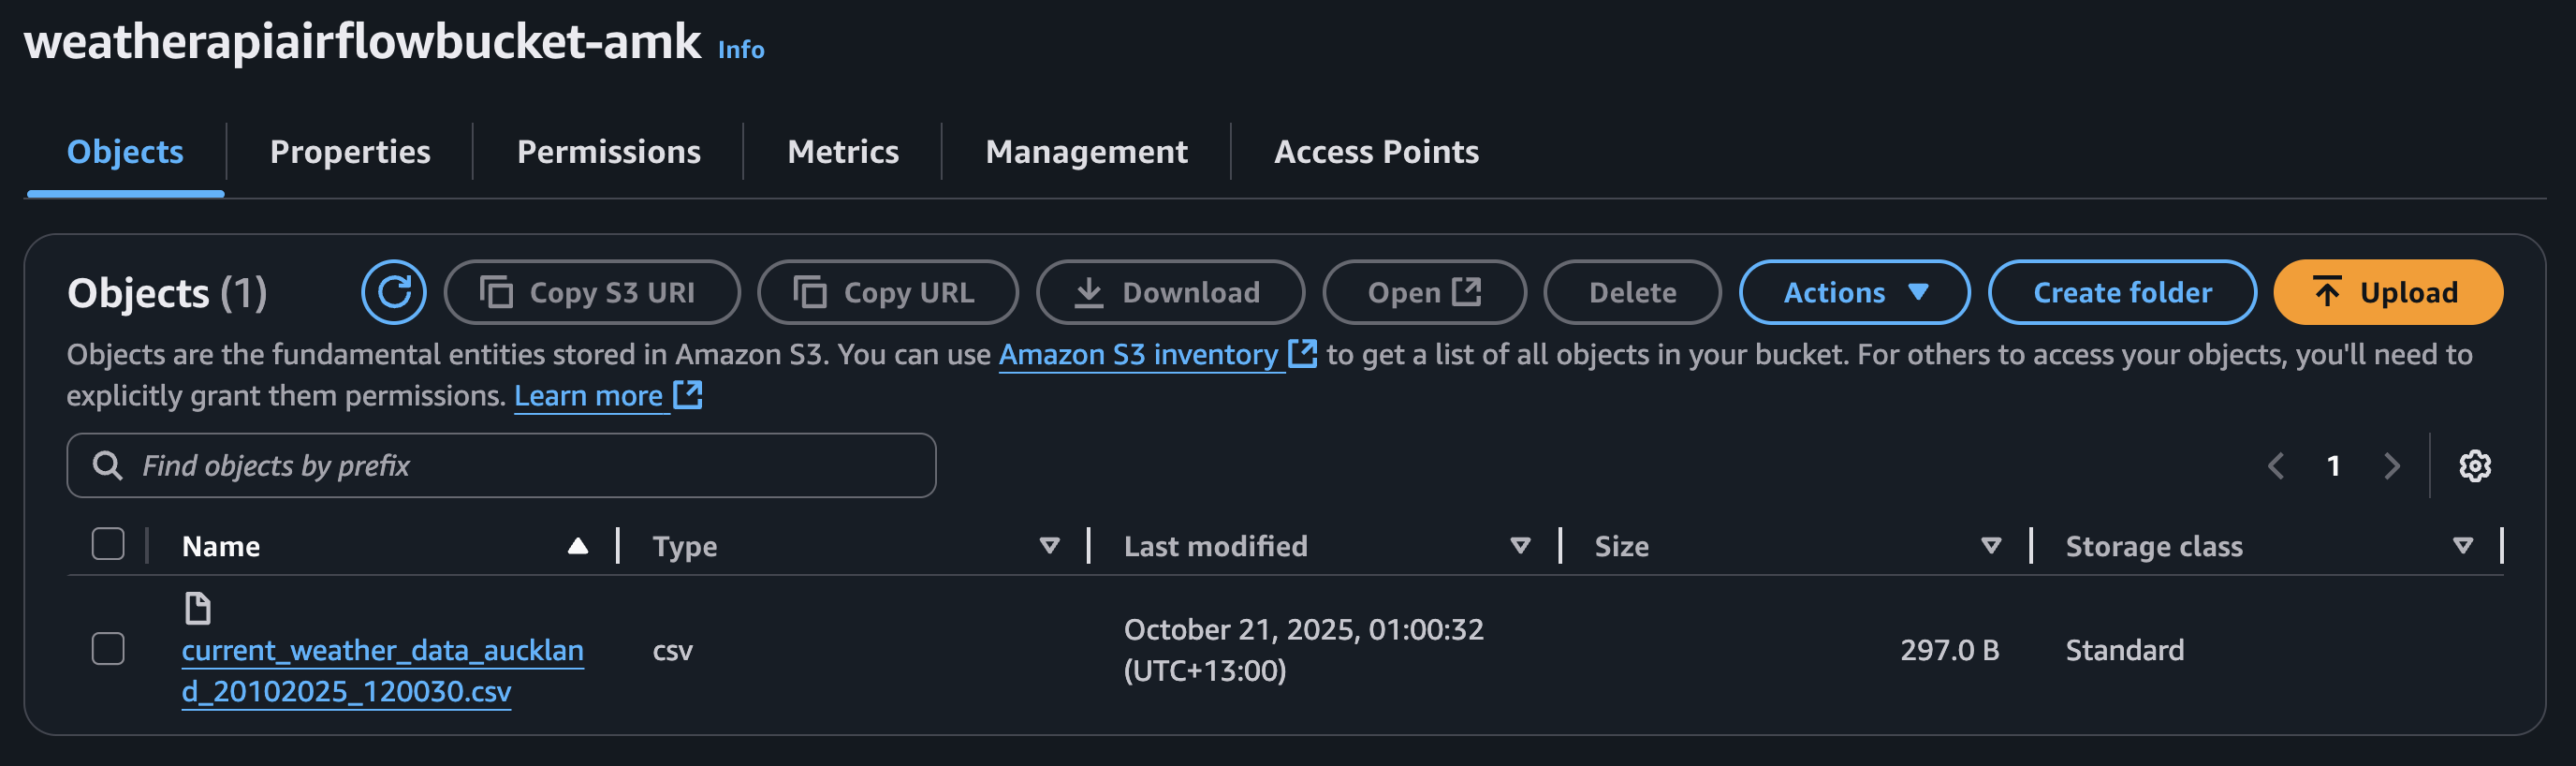 weatherapiairflowbucket-amk Info
Objects Properties Permissions Metrics Management Access Points
Objects (1) Copy S3 URI Copy URL Download Open Delete Actions Create folder Upload
Objects are the fundamental entities stored in Amazon S3. You can use Amazon S3 inventory to get a list of all objects in your bucket. For others to access your objects, you'll need to
explicitly grant them permissions. Learn more
Find objects by prefix 1
Name Type Last modified Size Storage class
current_weather_data_aucklan
d_20102025_120030.csv
csv
October 21, 2025, 01:00:32
(UTC+13:00)
297.0 B
Standard